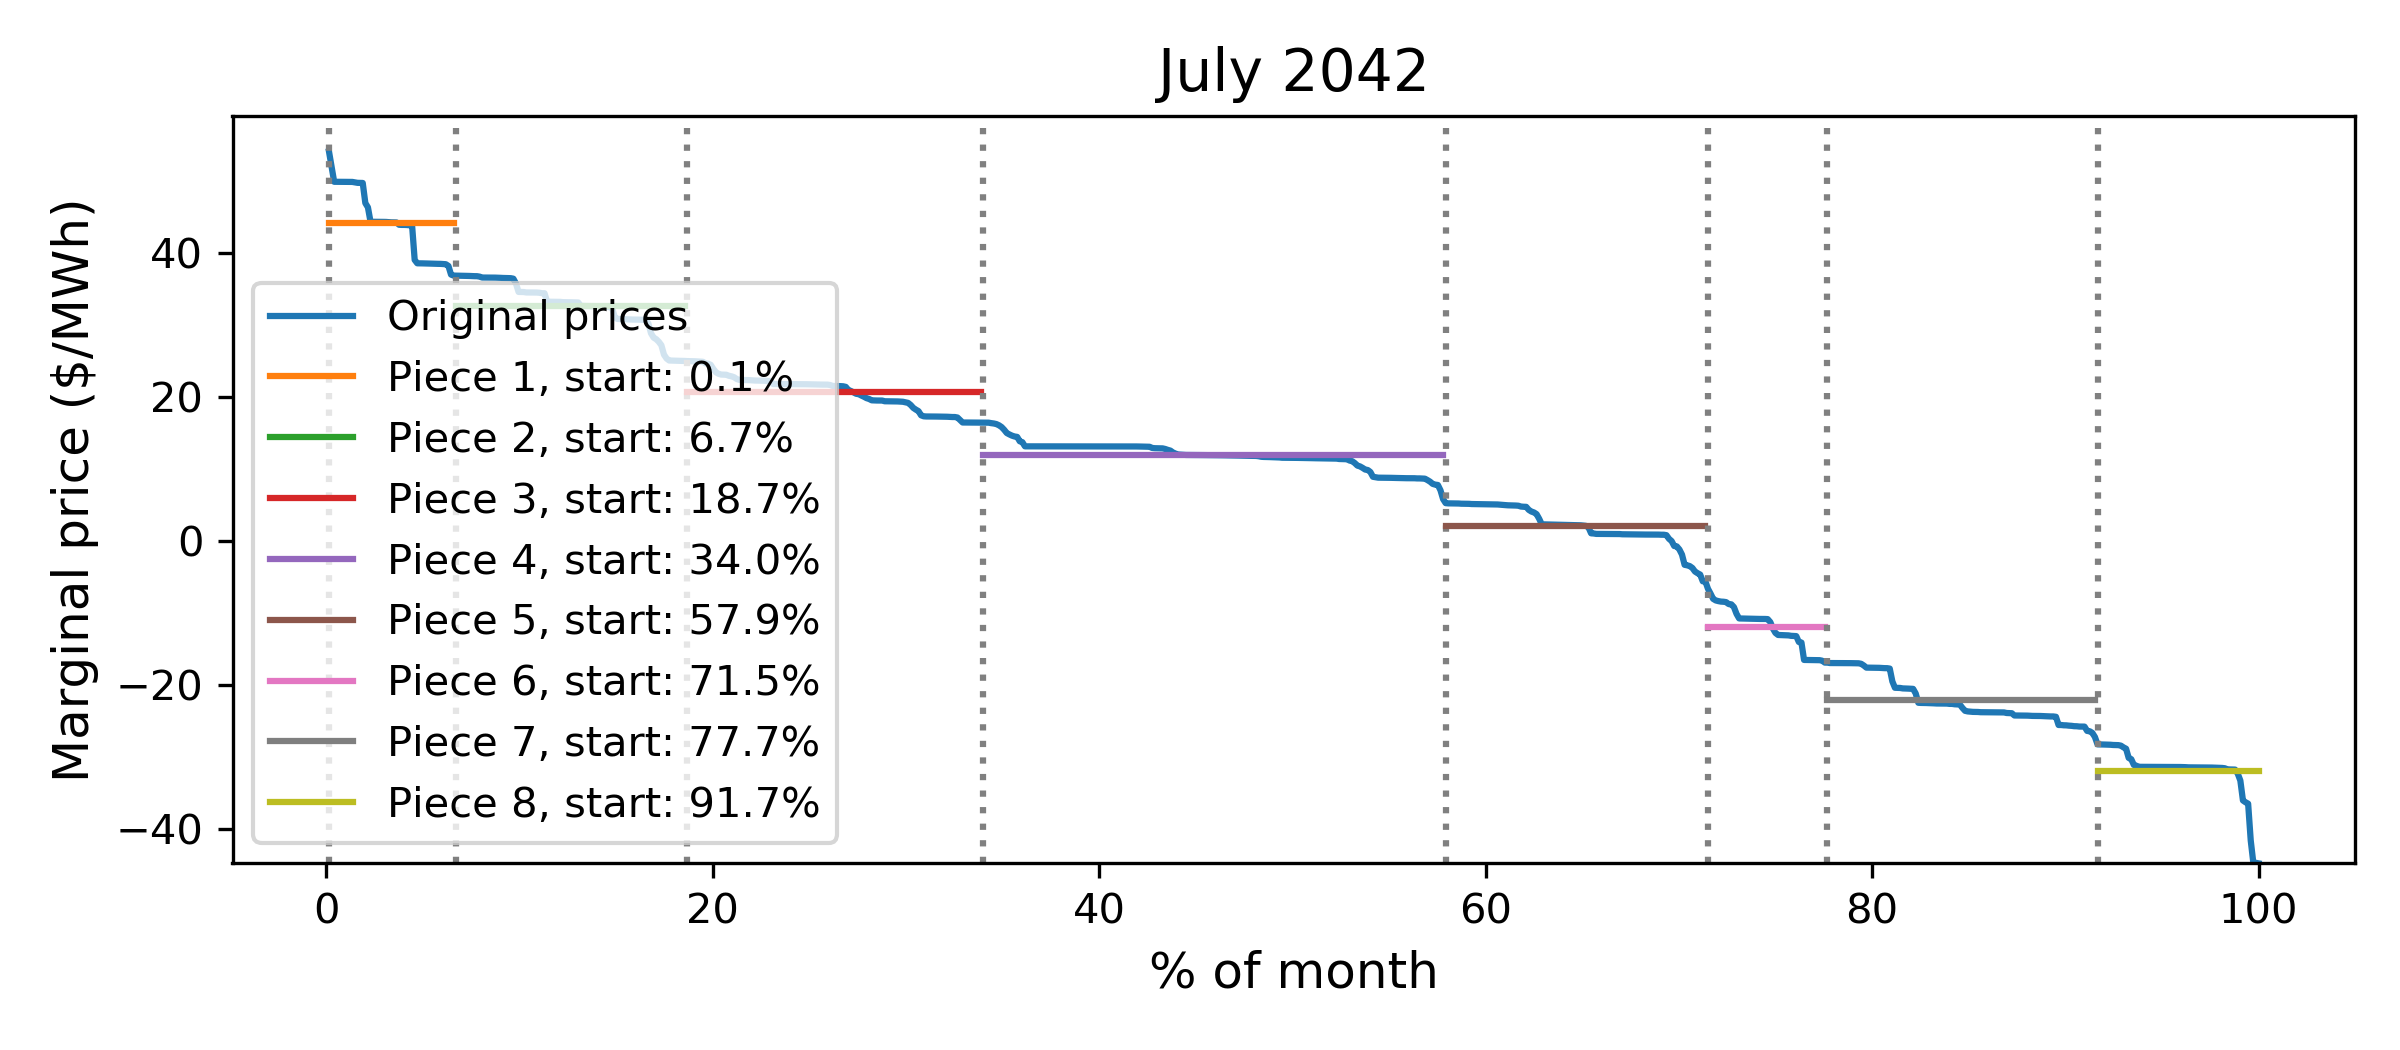 July 2042
Marginal price ($/MWh)
40
20
0
−20
−40
Original prices
Piece 1, start: 0.1%
Piece 2, start: 6.7%
Piece 3, start: 18.7%
Piece 4, start: 34.0%
Piece 5, start: 57.9%
Piece 6, start: 71.5%
Piece 7, start: 77.7%
Piece 8, start: 91.7%
0 20 40 60 80 100
% of month